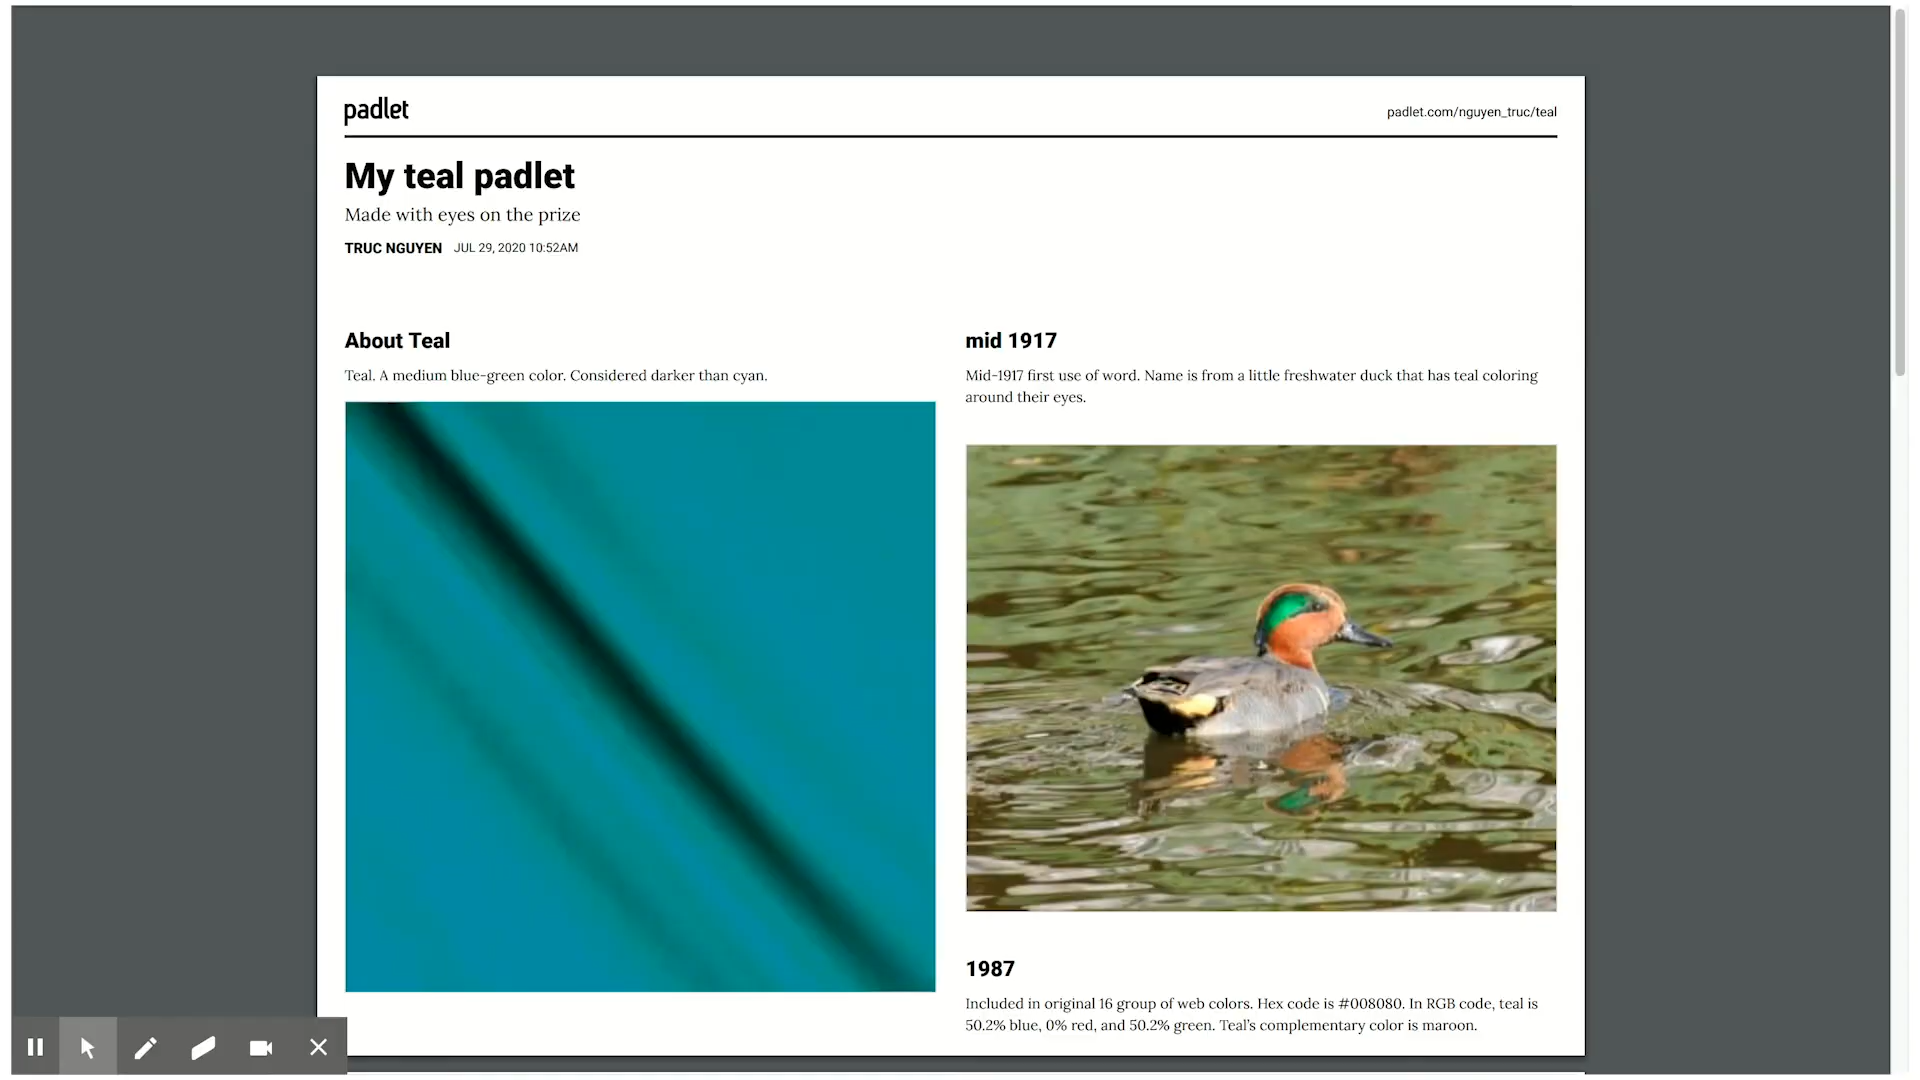 padlet
padlet.com/nguyen_truc/teal
My teal padlet
Made with eyes on the prize
TRUC NGUYEN JUL 29, 2020 10:52AM
About Teal
Teal. A medium blue-green color. Considered darker than cyan.
mid 1917
Mid-1917 first use of word. Name is from a little freshwater duck that has teal coloring
around their eyes.
1987
Included in original 16 group of web colors. Hex code is #008080. In RGB code, teal is
50.2% blue, 0% red, and 50.2% green. Teal’s complementary color is maroon.